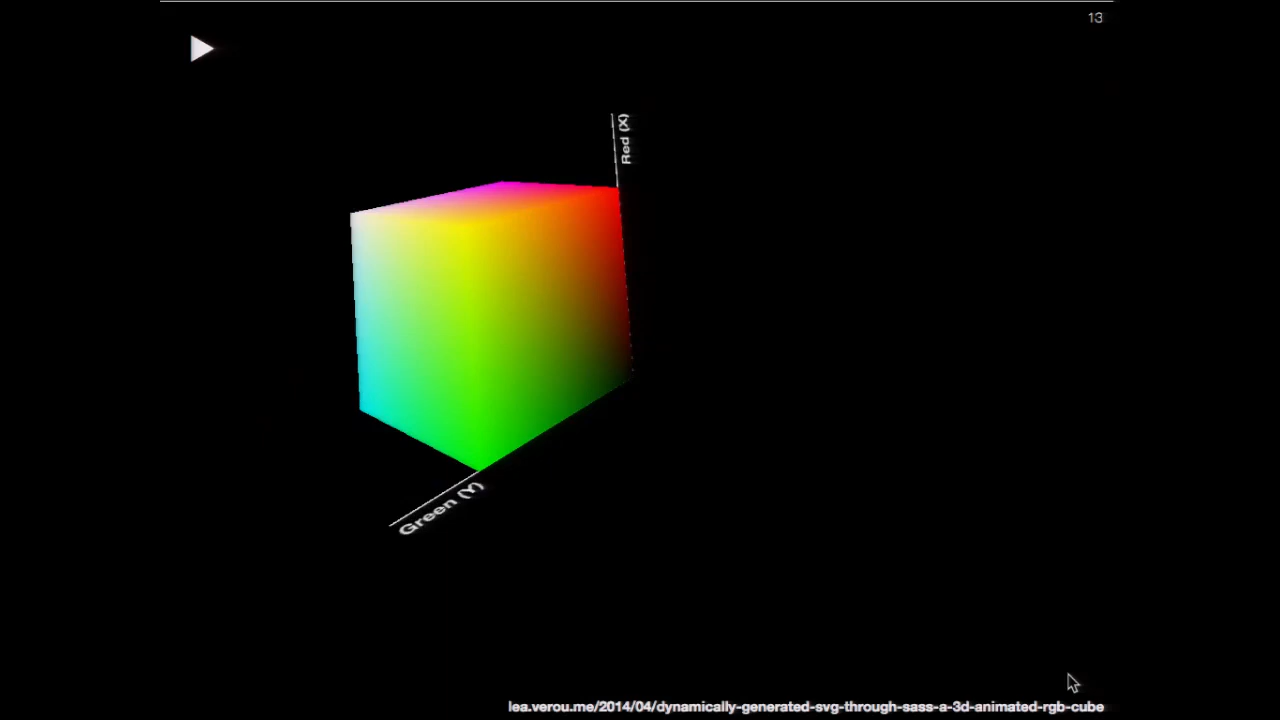 13
Red (X)
Green (Y)
lea.verou.me/2014/04/dynamically-generated-svg-through-sass-a-3d-animated-rgb-cube